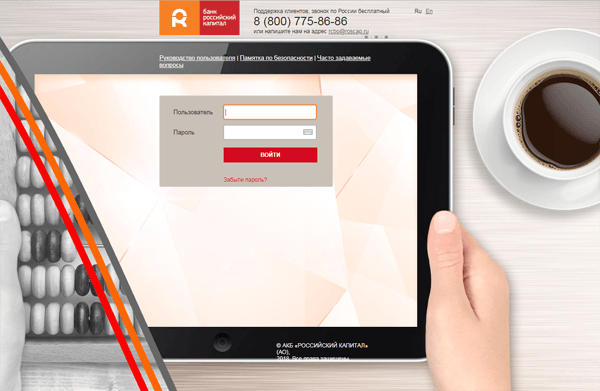 банк
российский
капитал
Поддержка клиентов, звонок по России бесплатный
8 (800) 775-86-86
или напишите нам на адрес rcbo@roscap.ru
Ru En
Руководство пользователя | Памятка по безопасности | Часто задаваемые
вопросы
Пользователь
Пароль
ВОЙТИ
Забыли пароль?
© АКБ «РОССИЙСКИЙ КАПИТАЛ»
(АО),
2018. Все права защищены